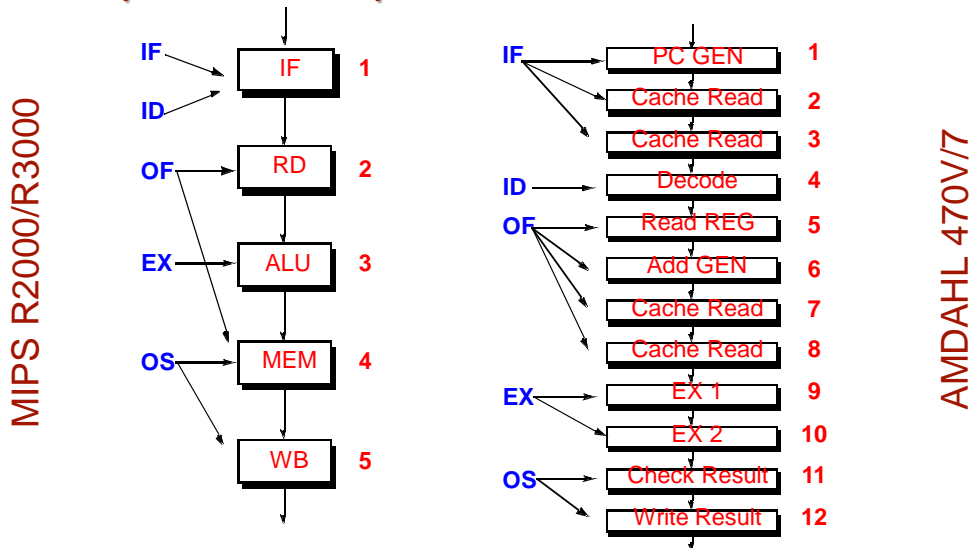 MIPS R2000/R3000
IF
ID
OF
EX
OS
IF 1
RD 2
ALU 3
MEM 4
WB 5
IF
ID
OF
EX
OS
PC GEN 1
Cache Read 2
Cache Read 3
Decode 4
Read REG 5
Add GEN 6
Cache Read 7
Cache Read 8
EX 1 9
EX 2 10
Check Result 11
Write Result 12
AMDAHL 470V/7